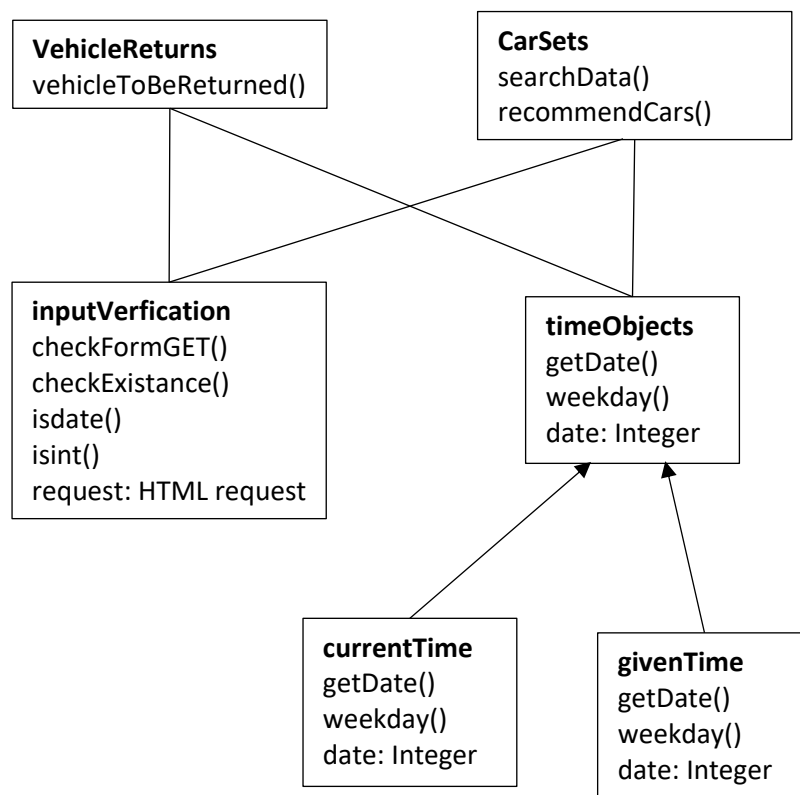 VehicleReturns
vehicleToBeReturned()
CarSets
searchData()
recommendCars()
inputVerfication
checkFormGET()
checkExistance()
isdate()
isint()
request: HTML request
timeObjects
getDate()
weekday()
date: Integer
currentTime
getDate()
weekday()
date: Integer
givenTime
getDate()
weekday()
date: Integer